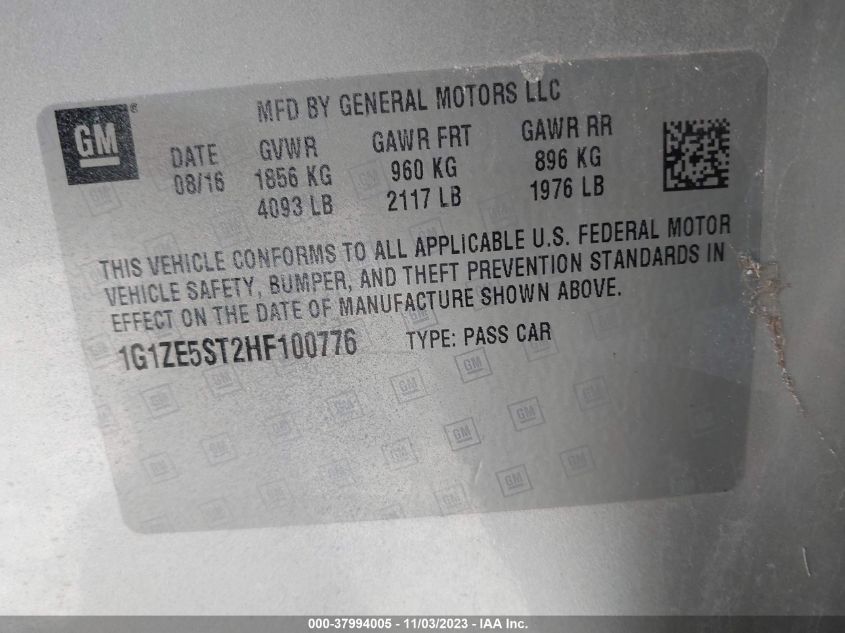 GM®
MFD BY GENERAL MOTORS LLC
DATE GVWR GAWR FRT GAWR RR
08/16 1856 KG 960 KG 896 KG
4093 LB 2117 LB 1976 LB
THIS VEHICLE CONFORMS TO ALL APPLICABLE U.S. FEDERAL MOTOR
VEHICLE SAFETY, BUMPER, AND THEFT PREVENTION STANDARDS IN
EFFECT ON THE DATE OF MANUFACTURE SHOWN ABOVE.
1G1ZE5ST2HF100776 TYPE: PASS CAR
000-37994005 - 11/03/2023 - IAA Inc.